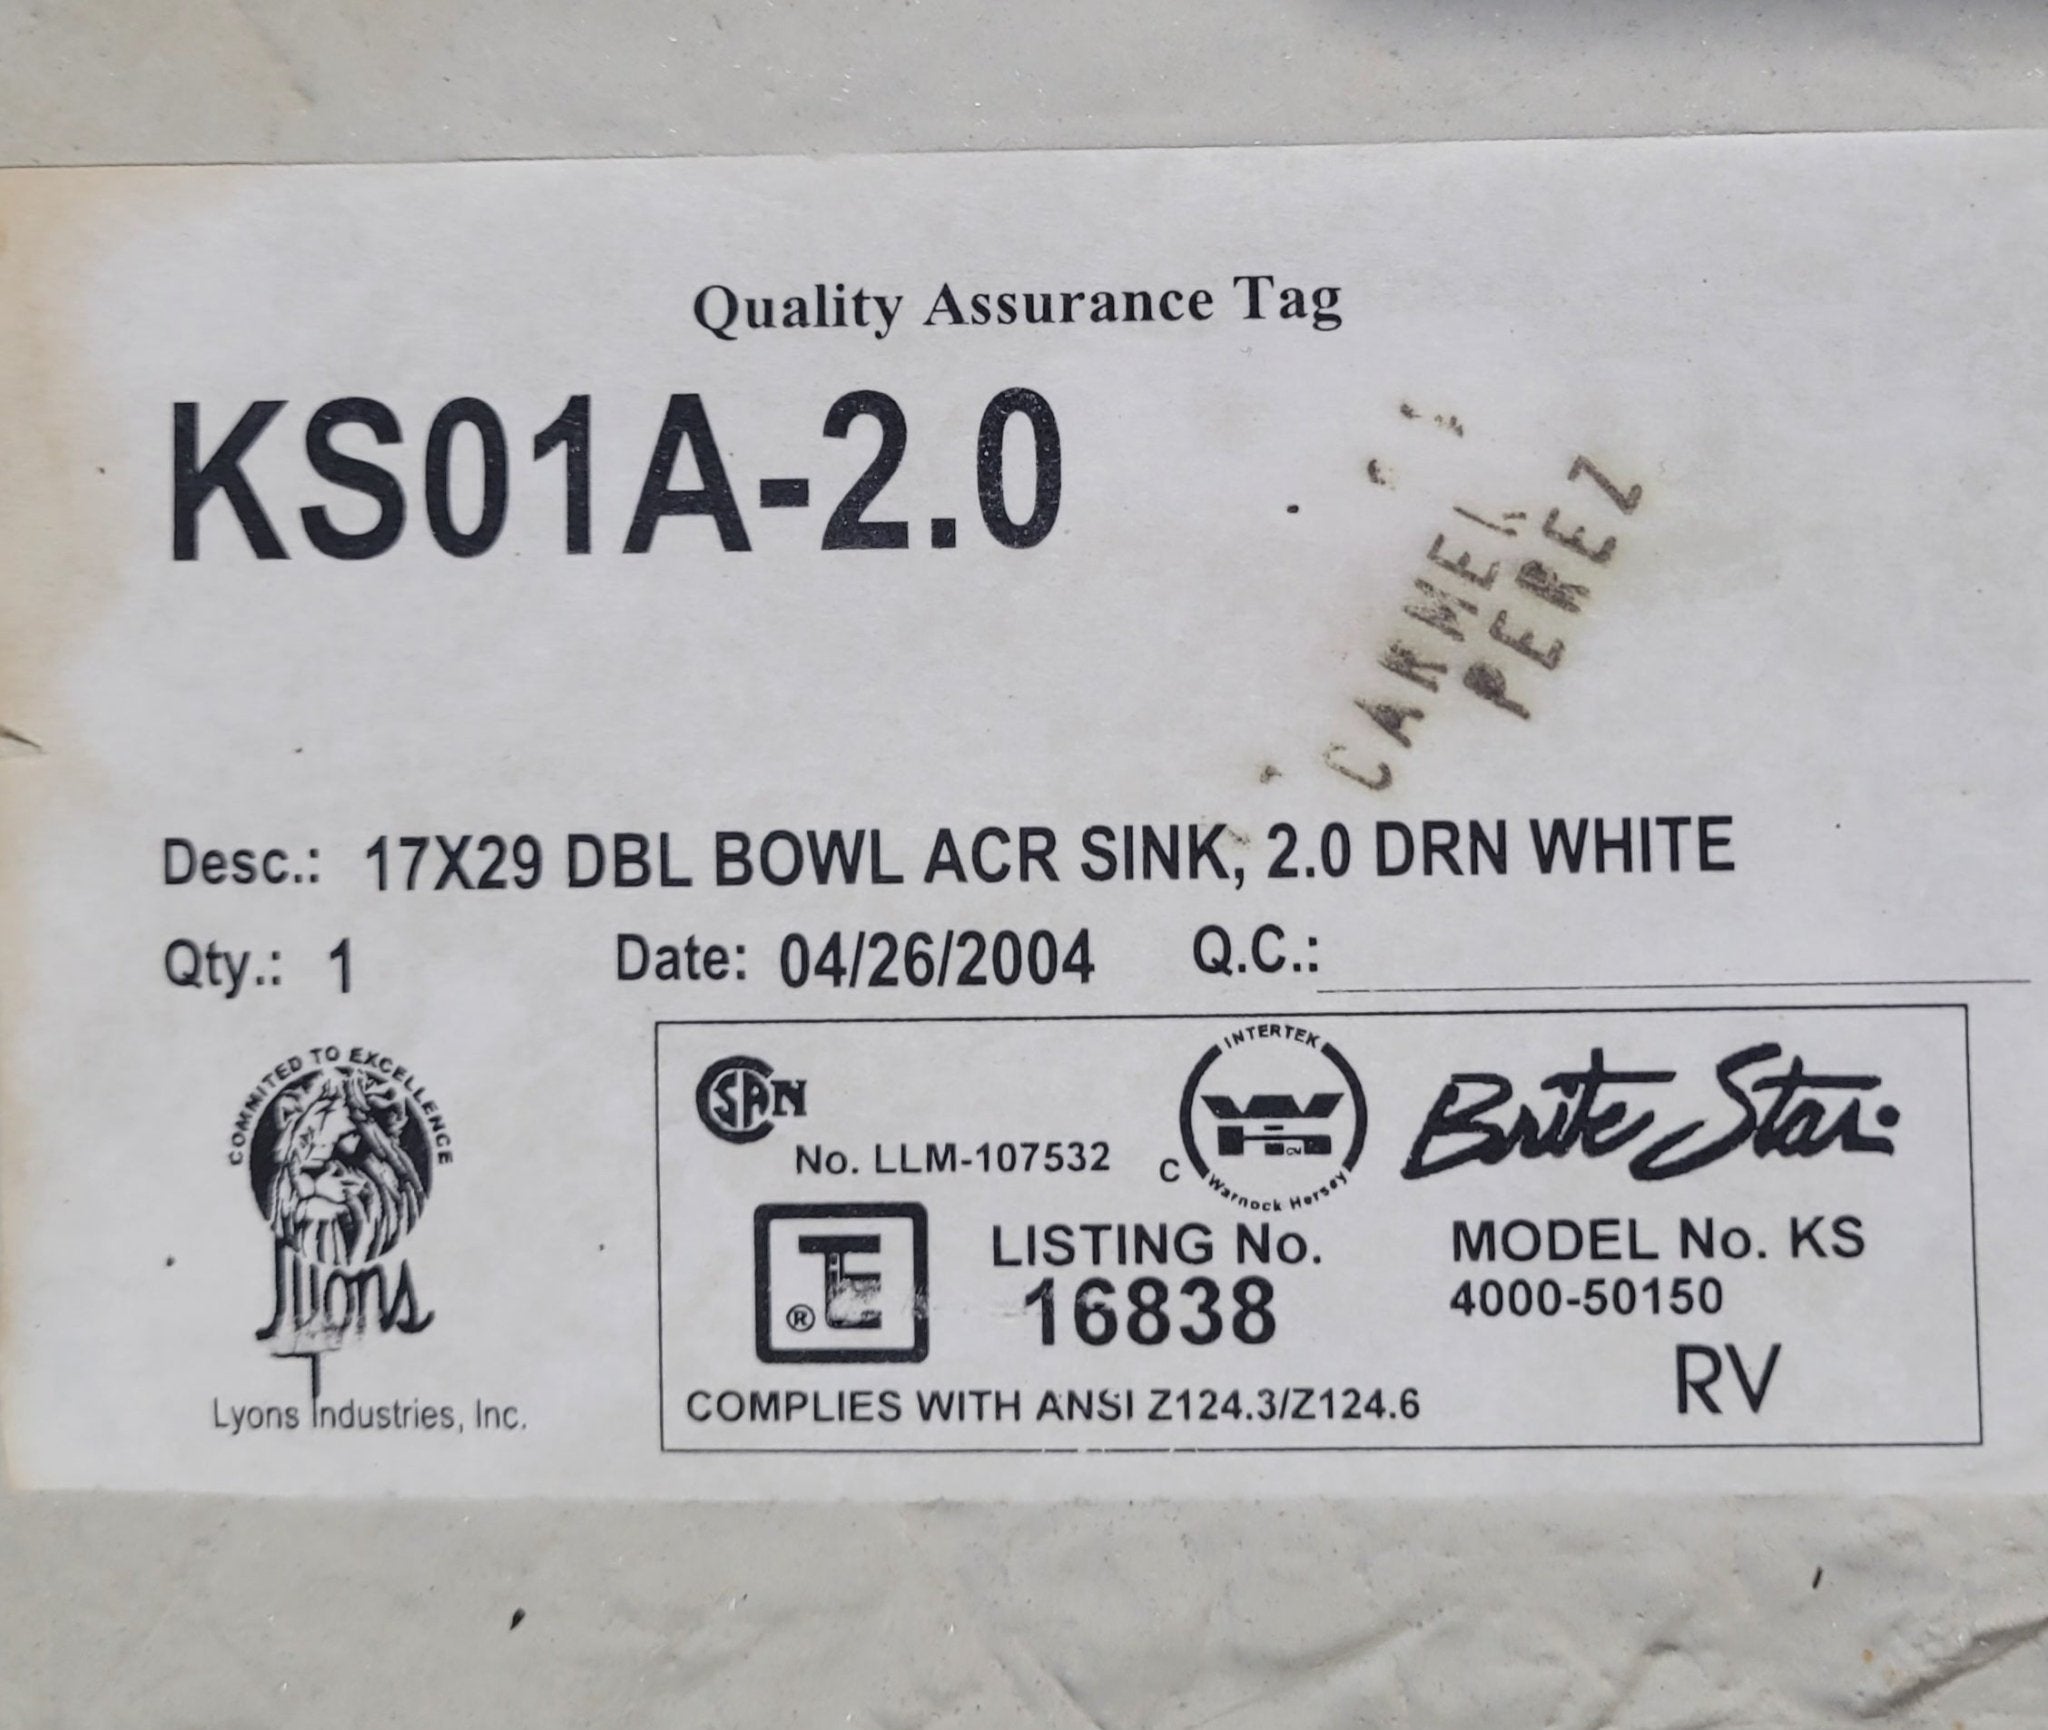 Quality Assurance Tag
KS01A-2.0
CARMEL
PEREZ
Desc.: 17X29 DBL BOWL ACR SINK, 2.0 DRN WHITE
Qty.: 1 Date: 04/26/2004 Q.C.:
COMMITED TO EXCELLENCE
Lyons
Lyons Industries, Inc.
SAN
No. LLM-107532
INTERTEK
W
C
Warnock Hersey
Brite Star
® TE
LISTING No.
16838
MODEL No. KS
4000-50150
RV
COMPLIES WITH ANSI Z124.3/Z124.6